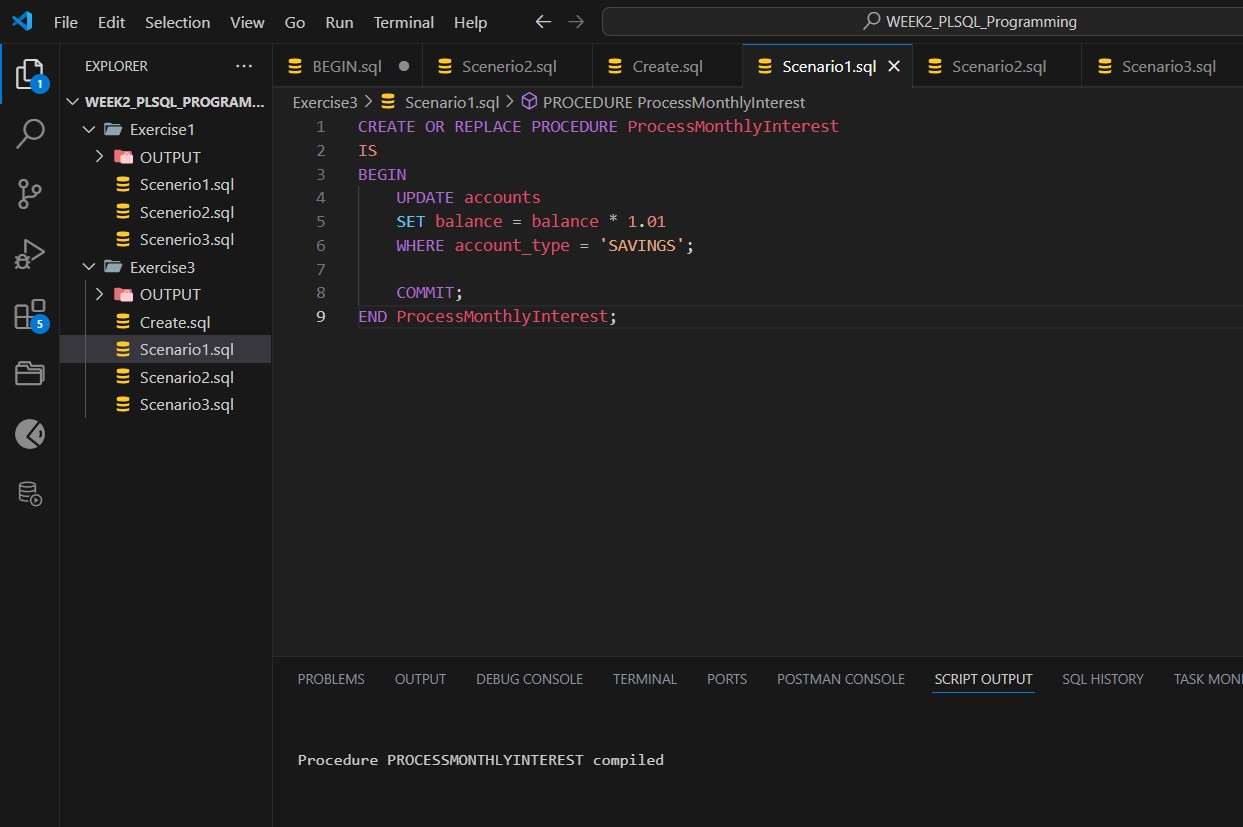 File Edit Selection View Go Run Terminal Help WEEK2_PLSQL_Programming
EXPLORER
BEGIN.sql Scenerio2.sql Create.sql Scenario1.sql Scenario2.sql Scenario3.sql
WEEK2_PLSQL_PROGRAM...
Exercise1
OUTPUT
Scenerio1.sql
Scenerio2.sql
Scenerio3.sql
Exercise3
OUTPUT
Create.sql
Scenario1.sql
Scenario2.sql
Scenario3.sql
1
5
Exercise3 > Scenario1.sql > PROCEDURE ProcessMonthlyInterest
1 CREATE OR REPLACE PROCEDURE ProcessMonthlyInterest
2 IS
3 BEGIN
4 UPDATE accounts
5 SET balance = balance * 1.01
6 WHERE account_type = 'SAVINGS';
7
8 COMMIT;
9 END ProcessMonthlyInterest;
PROBLEMS OUTPUT DEBUG CONSOLE TERMINAL PORTS POSTMAN CONSOLE SCRIPT OUTPUT SQL HISTORY TASK MONI
Procedure PROCESSMONTHLYINTEREST compiled